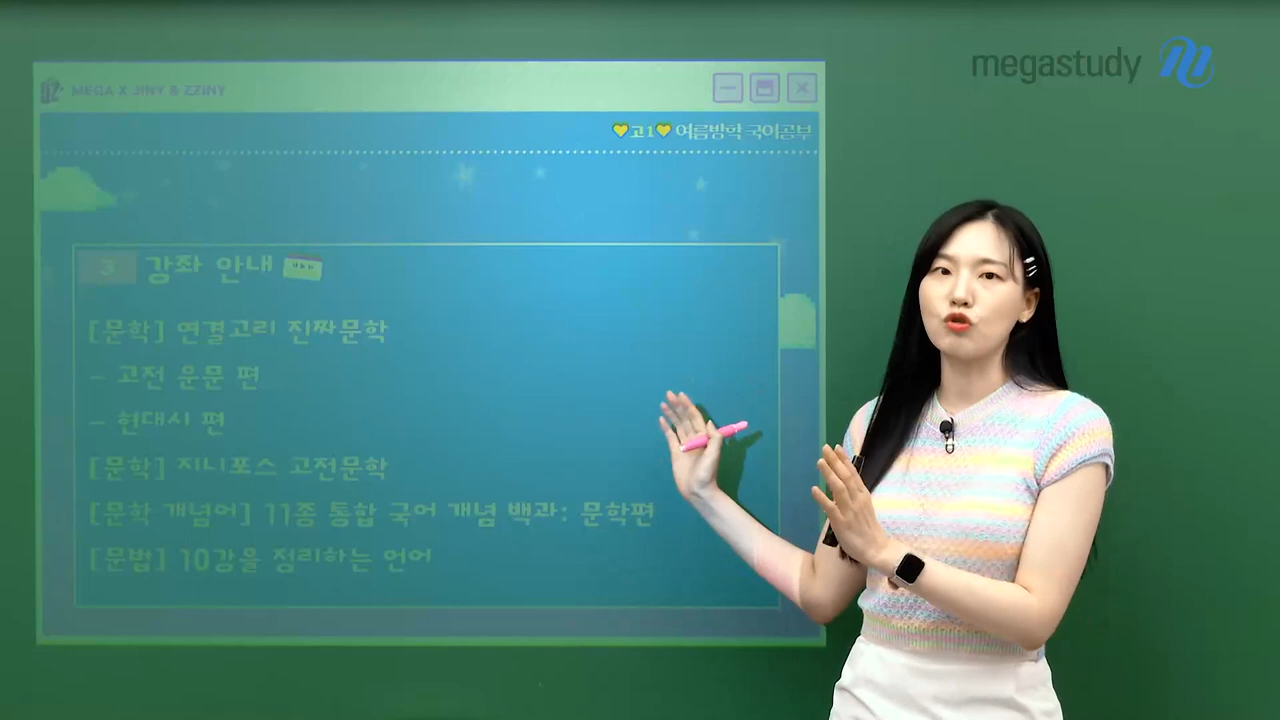 megastudy
MEGA X JINY & ZZINY
고1 여름방학 국어공부
3 강좌 안내
[문학] 연결고리 진짜문학
- 고전 운문 편
- 현대시 편
[문학] 지니포스 고전문학
[문학 개념어] 11종 통합 국어 개념 백과: 문학편
[문법] 10강을 정리하는 언어